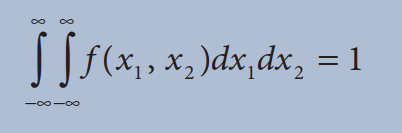 ∫_{-∞}^{∞} ∫_{-∞}^{∞} f(x₁, x₂)dx₁dx₂ = 1